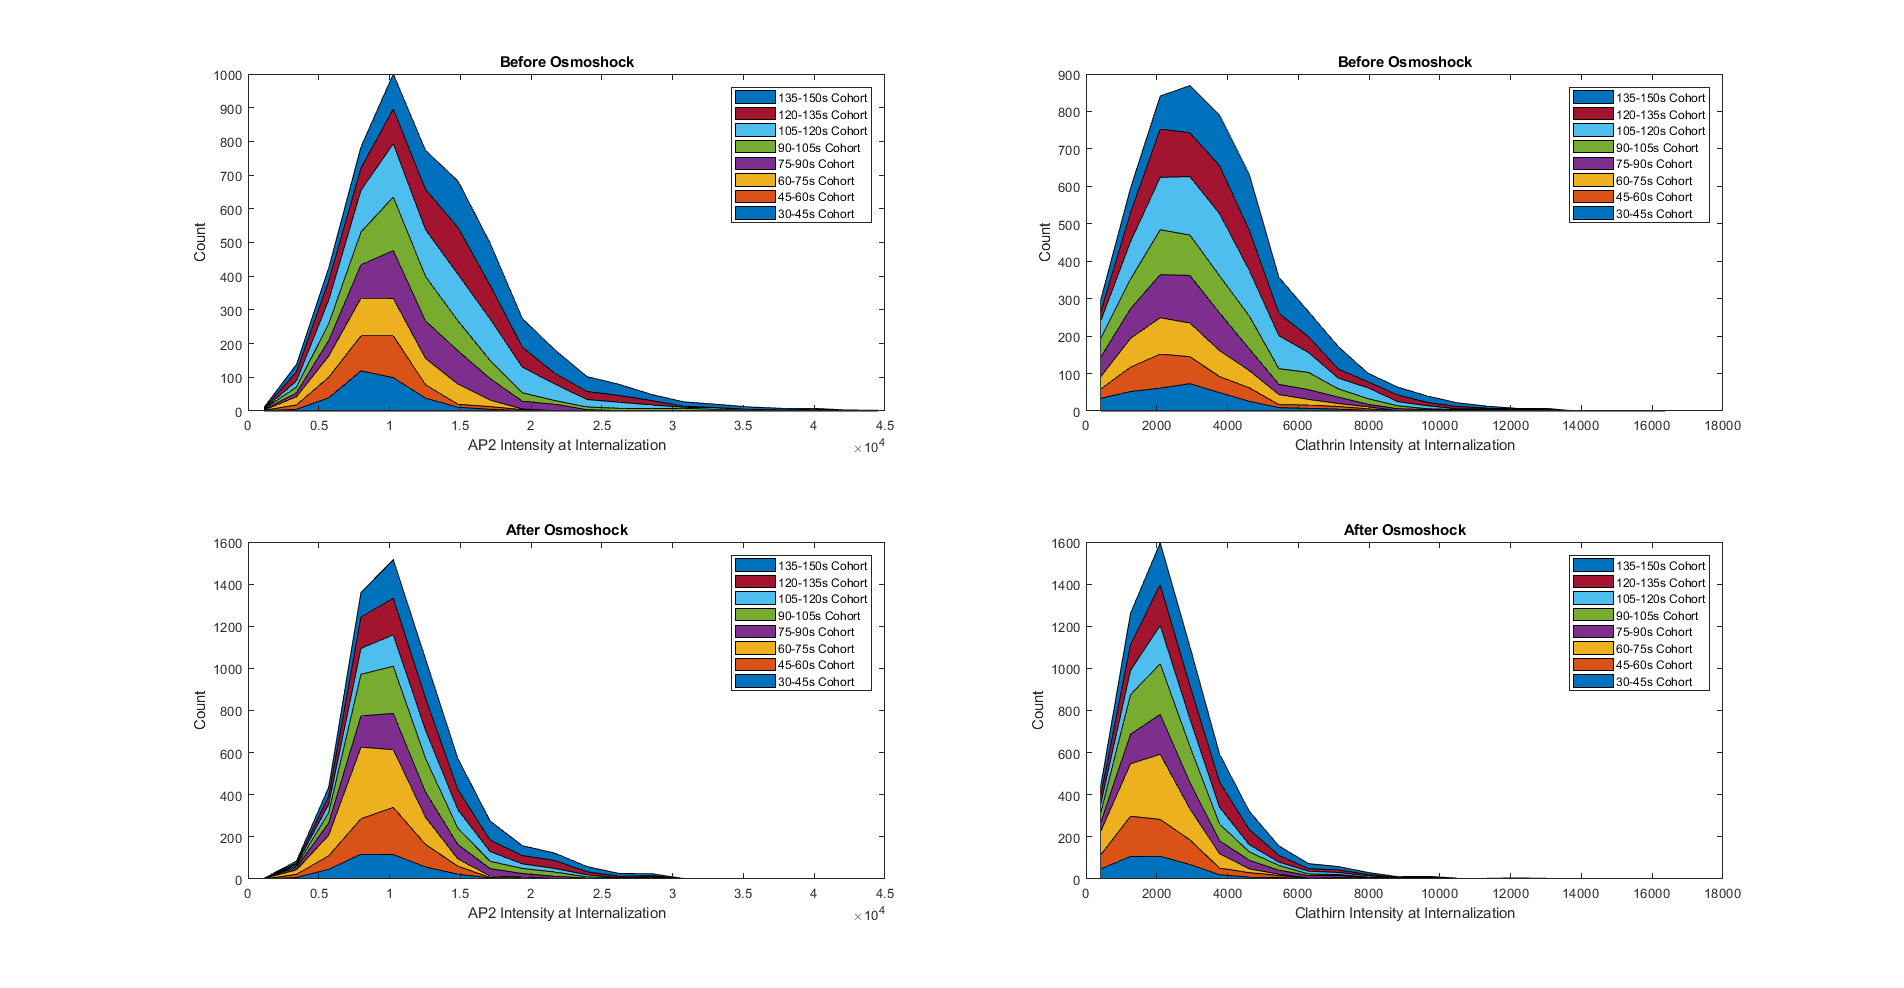 Before Osmoshock
1000
900
800
700
600
500
400
300
200
100
0
Count
0 0.5 1 1.5 2 2.5 3 3.5 4 4.5
AP2 Intensity at Internalization
×10^4
135-150s Cohort
120-135s Cohort
105-120s Cohort
90-105s Cohort
75-90s Cohort
60-75s Cohort
45-60s Cohort
30-45s Cohort
Before Osmoshock
900
800
700
600
500
400
300
200
100
0
Count
0 2000 4000 6000 8000 10000 12000 14000 16000 18000
Clathrin Intensity at Internalization
135-150s Cohort
120-135s Cohort
105-120s Cohort
90-105s Cohort
75-90s Cohort
60-75s Cohort
45-60s Cohort
30-45s Cohort
After Osmoshock
1600
1400
1200
1000
800
600
400
200
0
Count
0 0.5 1 1.5 2 2.5 3 3.5 4 4.5
AP2 Intensity at Internalization
×10^4
135-150s Cohort
120-135s Cohort
105-120s Cohort
90-105s Cohort
75-90s Cohort
60-75s Cohort
45-60s Cohort
30-45s Cohort
After Osmoshock
1600
1400
1200
1000
800
600
400
200
0
Count
0 2000 4000 6000 8000 10000 12000 14000 16000 18000
Clathirn Intensity at Internalization
135-150s Cohort
120-135s Cohort
105-120s Cohort
90-105s Cohort
75-90s Cohort
60-75s Cohort
45-60s Cohort
30-45s Cohort